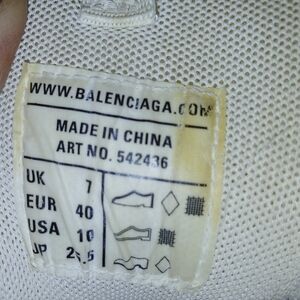 WWW.BALENCIAGA.COM
MADE IN CHINA
ART NO. 542436
UK 7
EUR 40
USA 10
JP